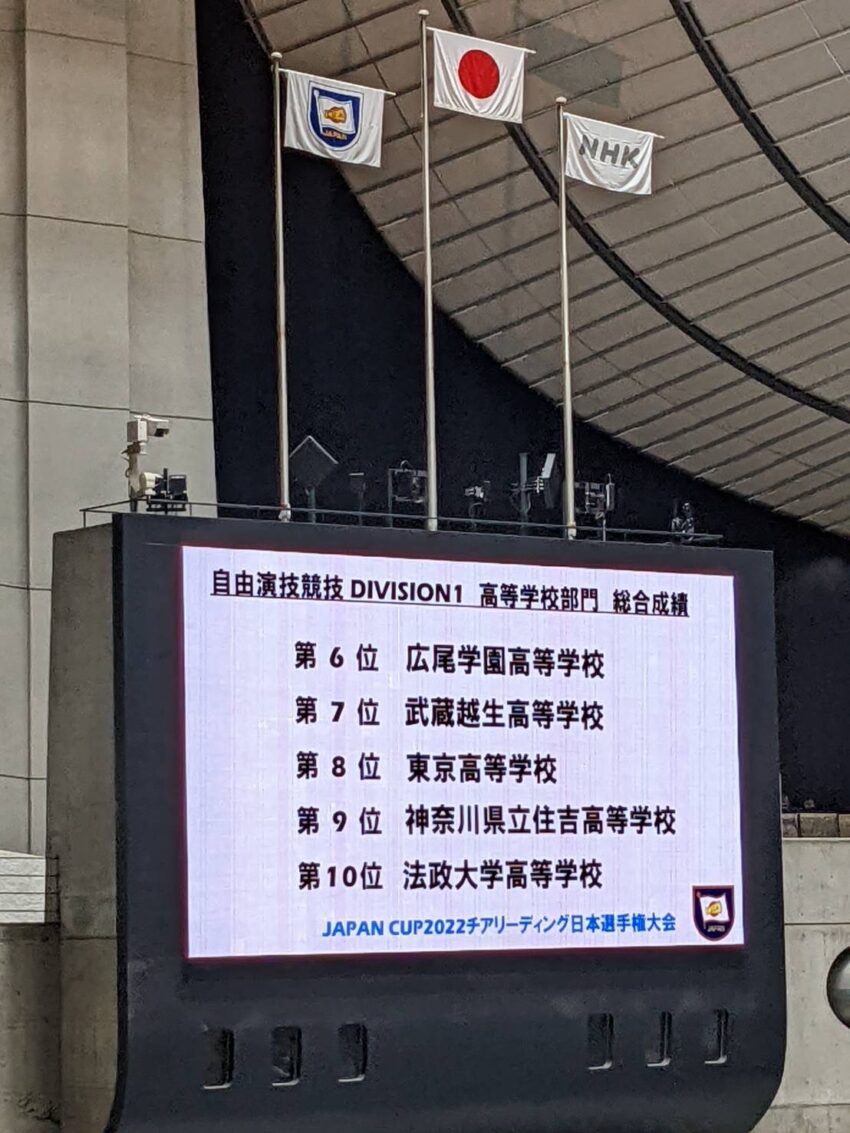 JAPAN
NHK
自由演技競技 DIVISION1 高等学校部門 総合成績
第 6 位 広尾学園高等学校
第 7 位 武蔵越生高等学校
第 8 位 東京高等学校
第 9 位 神奈川県立住吉高等学校
第10位 法政大学高等学校
JAPAN CUP2022チアリーディング日本選手権大会